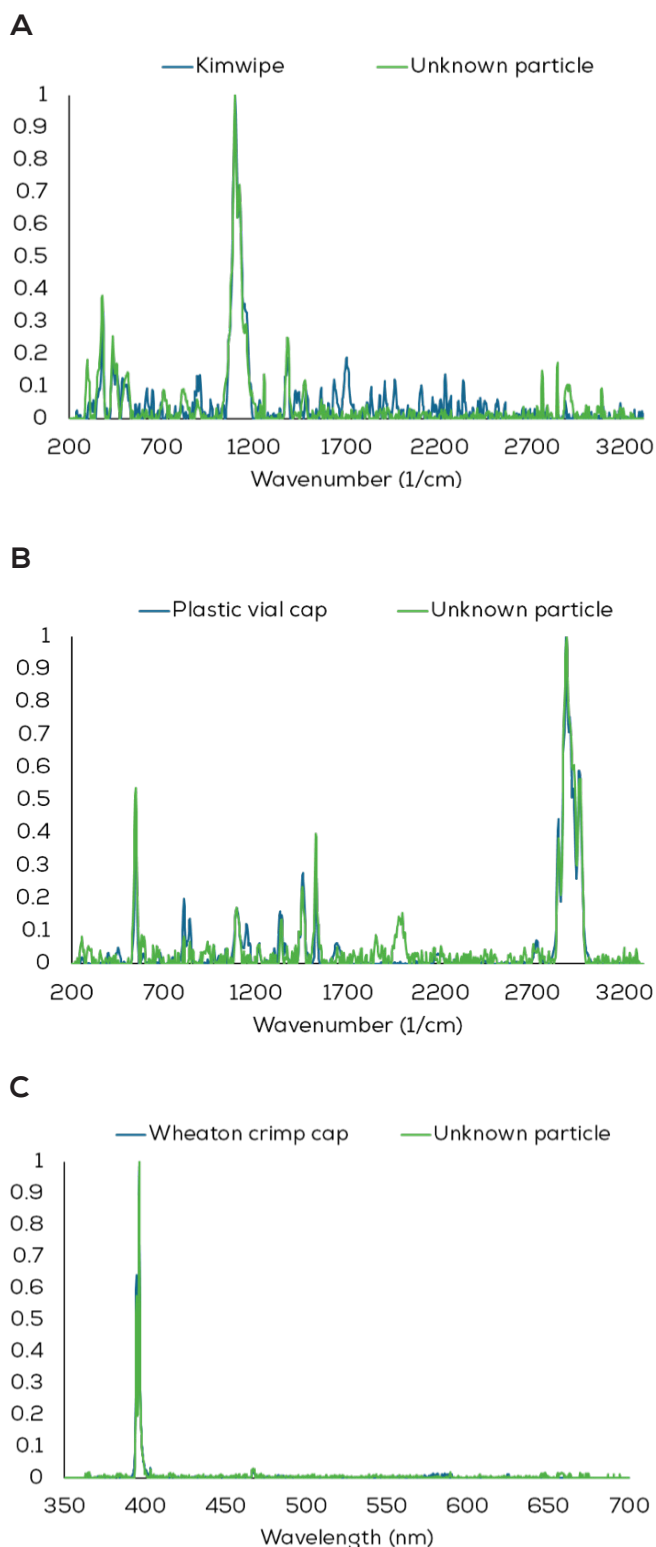 A
Kimwipe Unknown particle
1
0.9
0.8
0.7
0.6
0.5
0.4
0.3
0.2
0.1
0
200 700 1200 1700 2200 2700 3200
Wavenumber (1/cm)
B
Plastic vial cap Unknown particle
1
0.9
0.8
0.7
0.6
0.5
0.4
0.3
0.2
0.1
0
200 700 1200 1700 2200 2700 3200
Wavenumber (1/cm)
C
Wheaton crimp cap Unknown particle
1
0.9
0.8
0.7
0.6
0.5
0.4
0.3
0.2
0.1
0
350 400 450 500 550 600 650 700
Wavelength (nm)